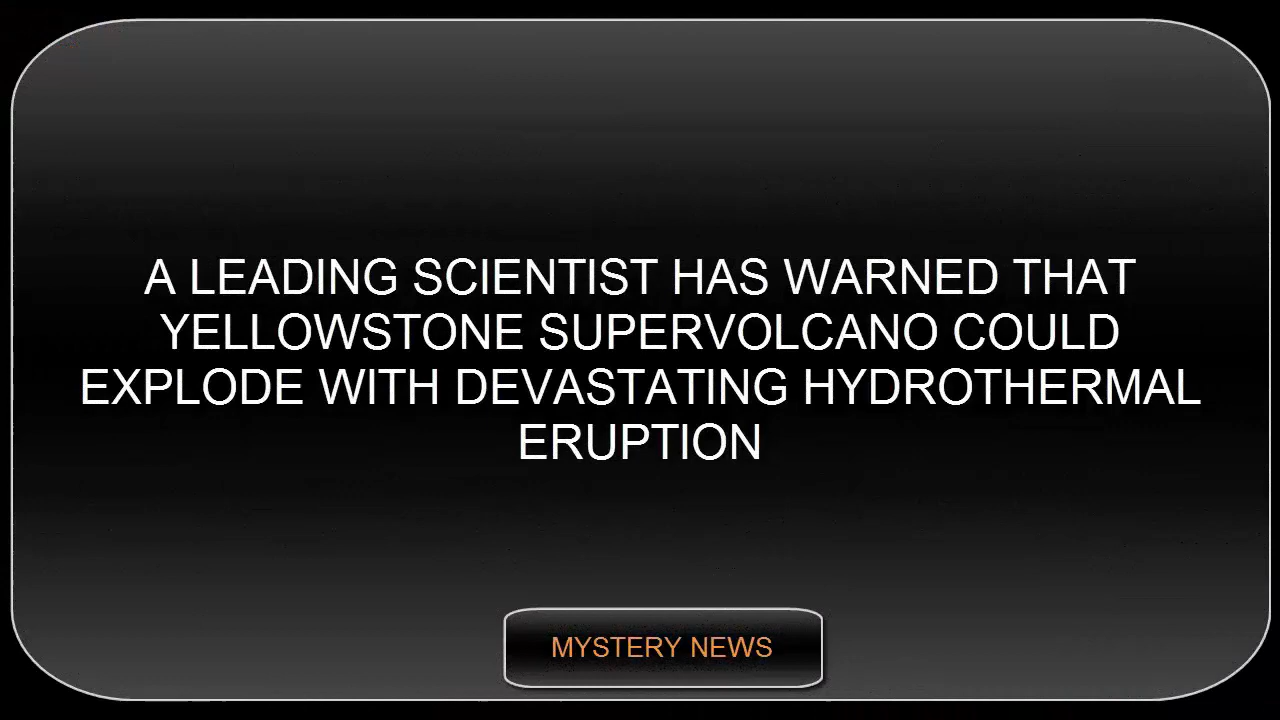 A LEADING SCIENTIST HAS WARNED THAT
YELLOWSTONE SUPERVOLCANO COULD
EXPLODE WITH DEVASTATING HYDROTHERMAL
ERUPTION
MYSTERY NEWS